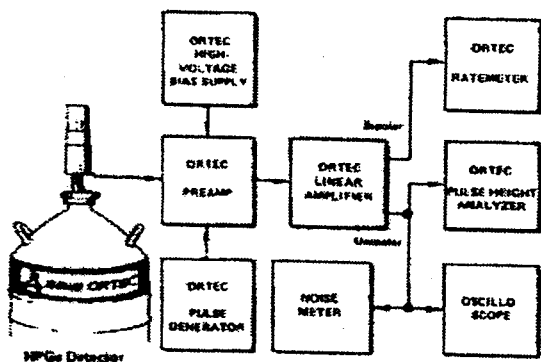 ORTEC
HIGH-
VOLTAGE
BIAS SUPPLY
ORTEC
RATEMETER
Bipolar
ORTEC
PREAMP
ORTEC
LINEAR
AMPLIFIER
ORTEC
PULSE HEIGHT
ANALYZER
Unipolar
ORTEC
ORTEC
PULSE
GENERATOR
NOISE
METER
OSCILLO
SCOPE
HPGe Detector